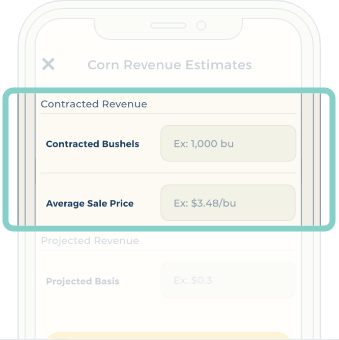 Corn Revenue Estimates
Contracted Revenue
Contracted Bushels
Ex: 1,000 bu
Average Sale Price
Ex: $3.48/bu
Projected Revenue
Projected Basis
Ex: $0.3